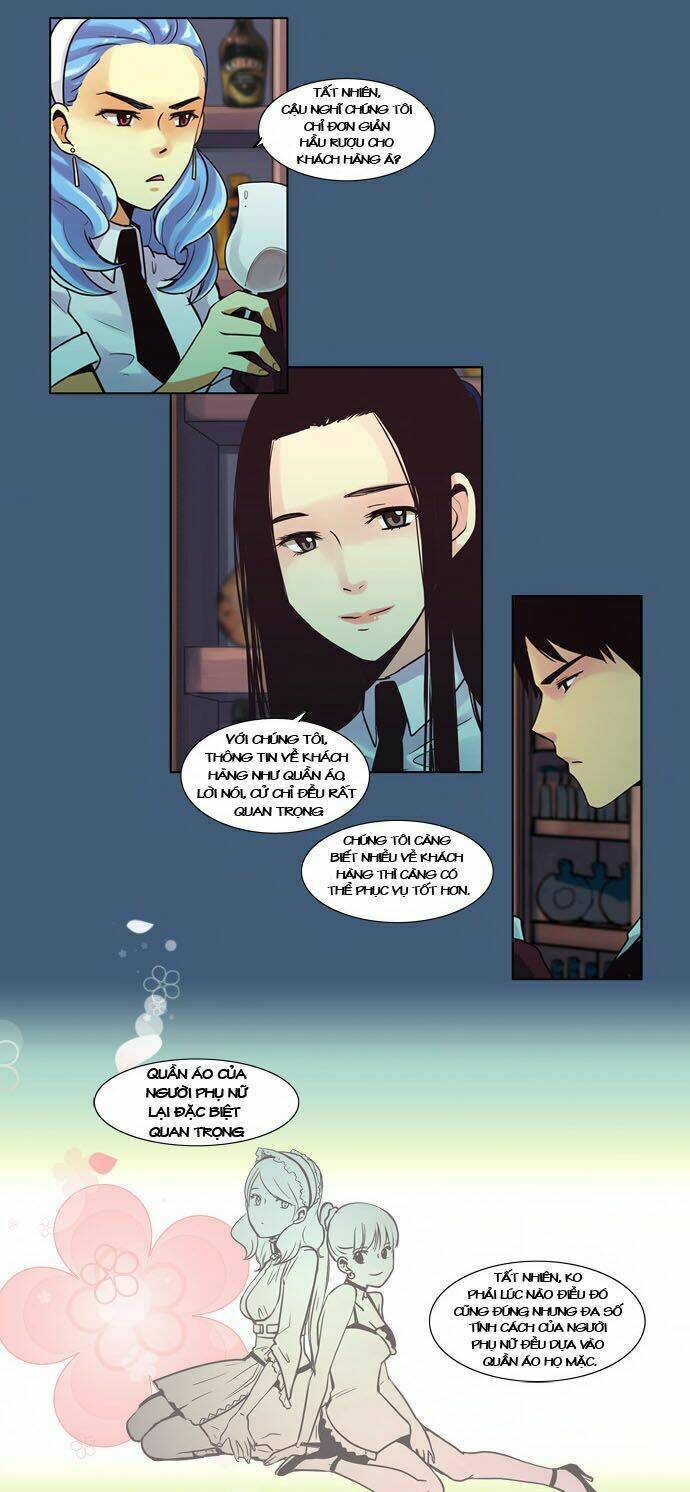 TẤT NHIÊN,
CẬU NGHĨ CHÚNG TÔI
CHỈ ĐƠN GIẢN
HẦU RƯỢU CHO
KHÁCH HÀNG À?
VỚI CHÚNG TÔI,
THÔNG TIN VỀ KHÁCH
HÀNG NHƯ QUẦN ÁO,
LỜI NÓI, CỬ CHỈ ĐỀU RẤT
QUAN TRỌNG
CHÚNG TÔI CÀNG
BIẾT NHIỀU VỀ KHÁCH
HÀNG THÌ CÀNG CÓ
THỂ PHỤC VỤ TỐT HƠN.
QUẦN ÁO CỦA
NGƯỜI PHỤ NỮ
LẠI ĐẶC BIỆT
QUAN TRỌNG
TẤT NHIÊN, KO
PHẢI LÚC NÀO ĐIỀU ĐÓ
CŨNG ĐÚNG, NHƯNG ĐA SỐ
TÍNH CÁCH CỦA NGƯỜI
PHỤ NỮ ĐỀU DỰA VÀO
QUẦN ÁO HỌ MẶC.